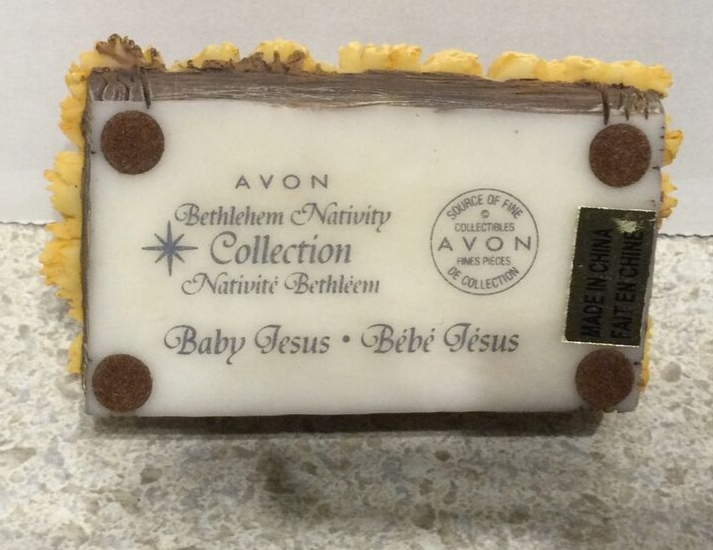 AVON
Bethlehem Nativity
Collection
Nativité Bethléem
Baby Jesus • Bébé Jésus
SOURCE OF FINE
©
COLLECTIBLES
AVON
FINES PIÈCES
DE COLLECTION
MADE IN CHINA
FAIT EN CHINE